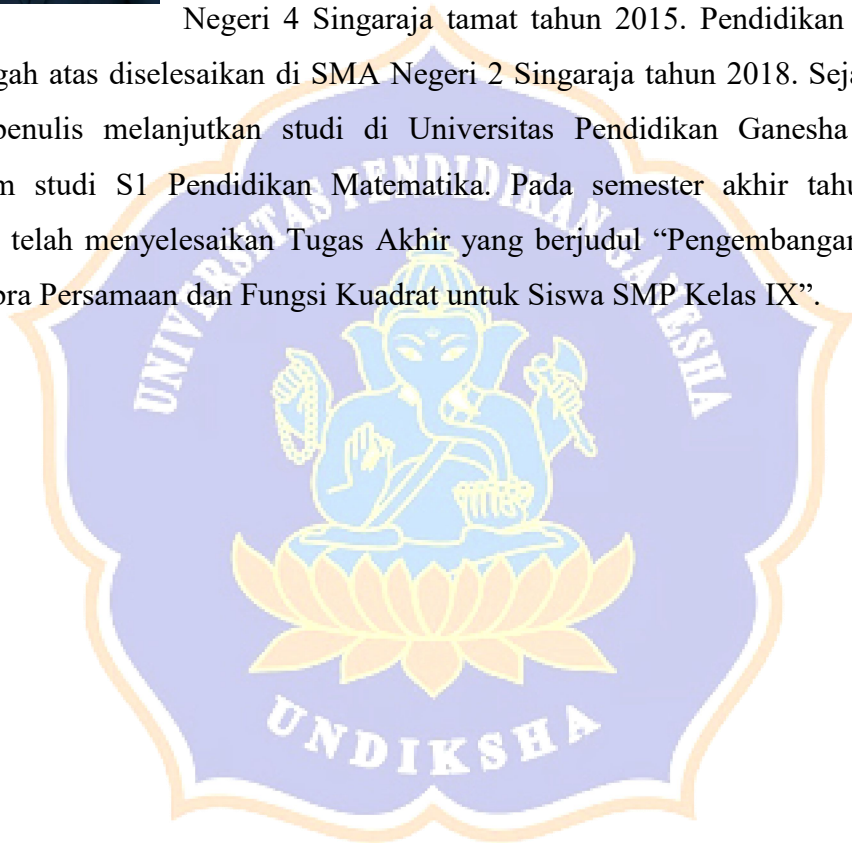 Negeri 4 Singaraja tamat tahun 2015. Pendidikan
gah atas diselesaikan di SMA Negeri 2 Singaraja tahun 2018.
penulis melanjutkan studi di Universitas Pendidikan Ganesha
m studi S1 Pendidikan Matematika. Pada semester akhir
telah menyelesaikan Tugas Akhir yang berjudul “Pengembangan
bra Persamaan dan Fungsi Kuadrat untuk Siswa SMP Kelas IX”.
UNIVERSITAS PENDIDIKAN GANESHA
UNDIKSHA